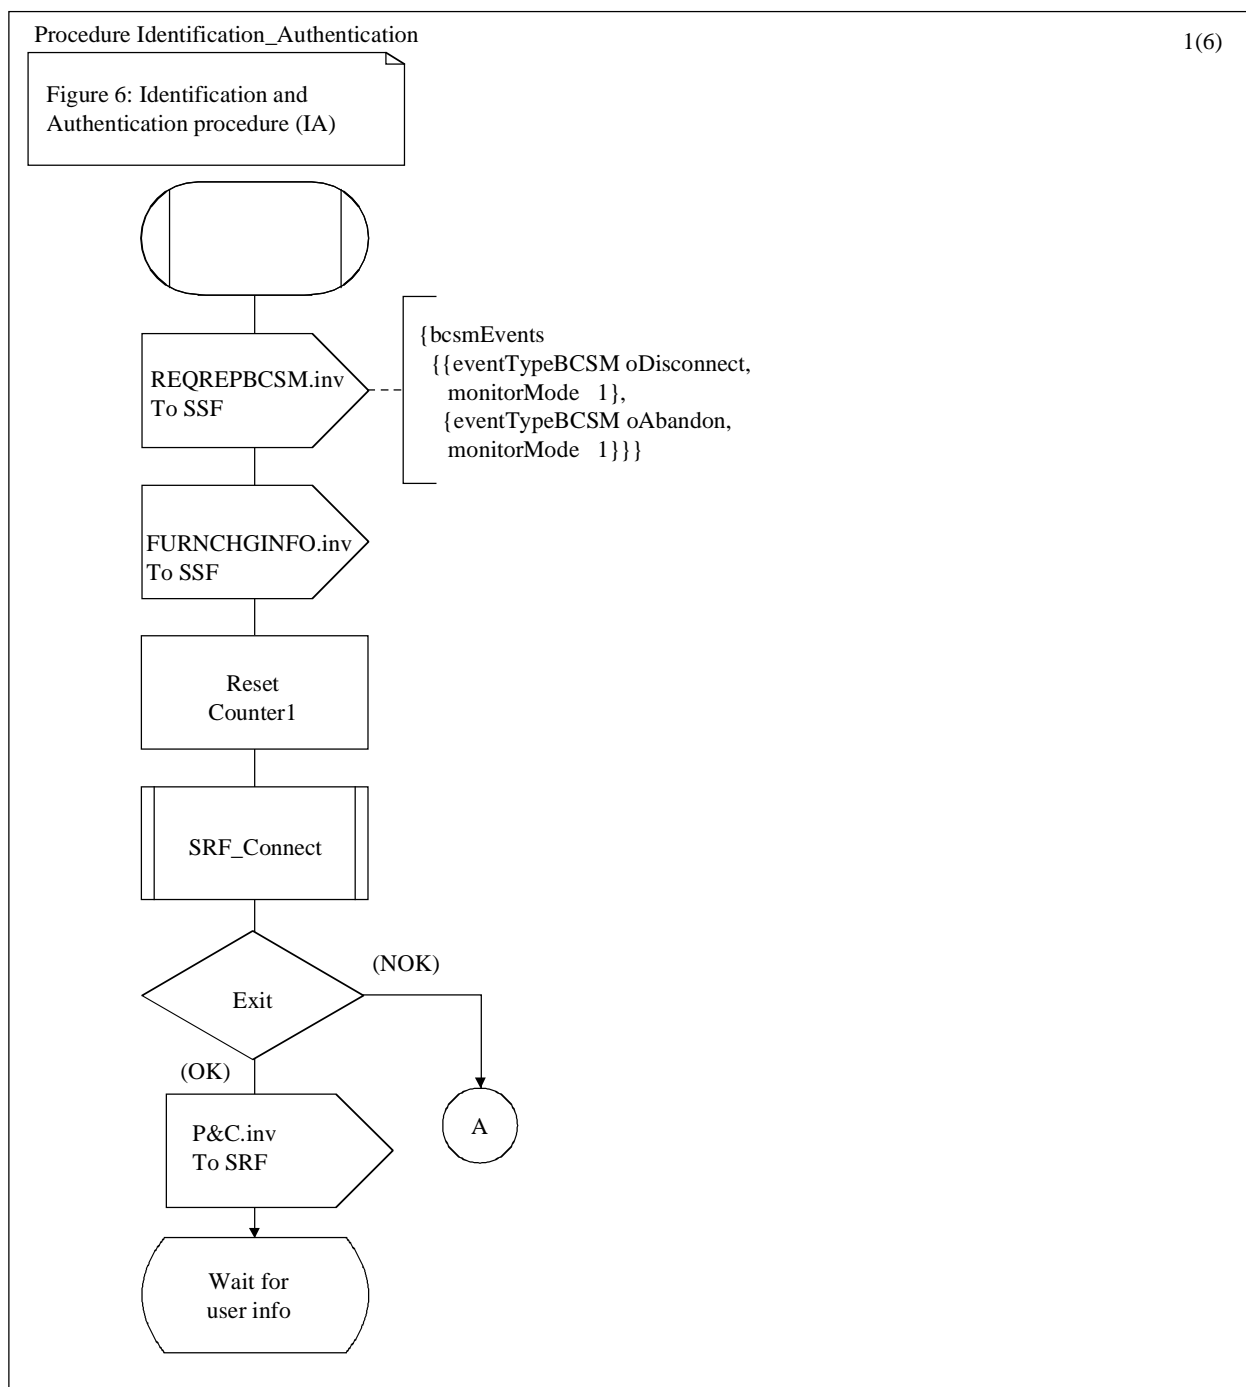 Procedure Identification_Authentication
1(6)
Figure 6: Identification and
Authentication procedure (IA)
REQREPBCSM.inv
To SSF
{bcsmEvents
{{eventTypeBCSM oDisconnect,
monitorMode 1},
{eventTypeBCSM oAbandon,
monitorMode 1}}}
FURNCHGINFO.inv
To SSF
Reset
Counter1
SRF_Connect
Exit
(NOK)
(OK)
A
P&C.inv
To SRF
Wait for
user info